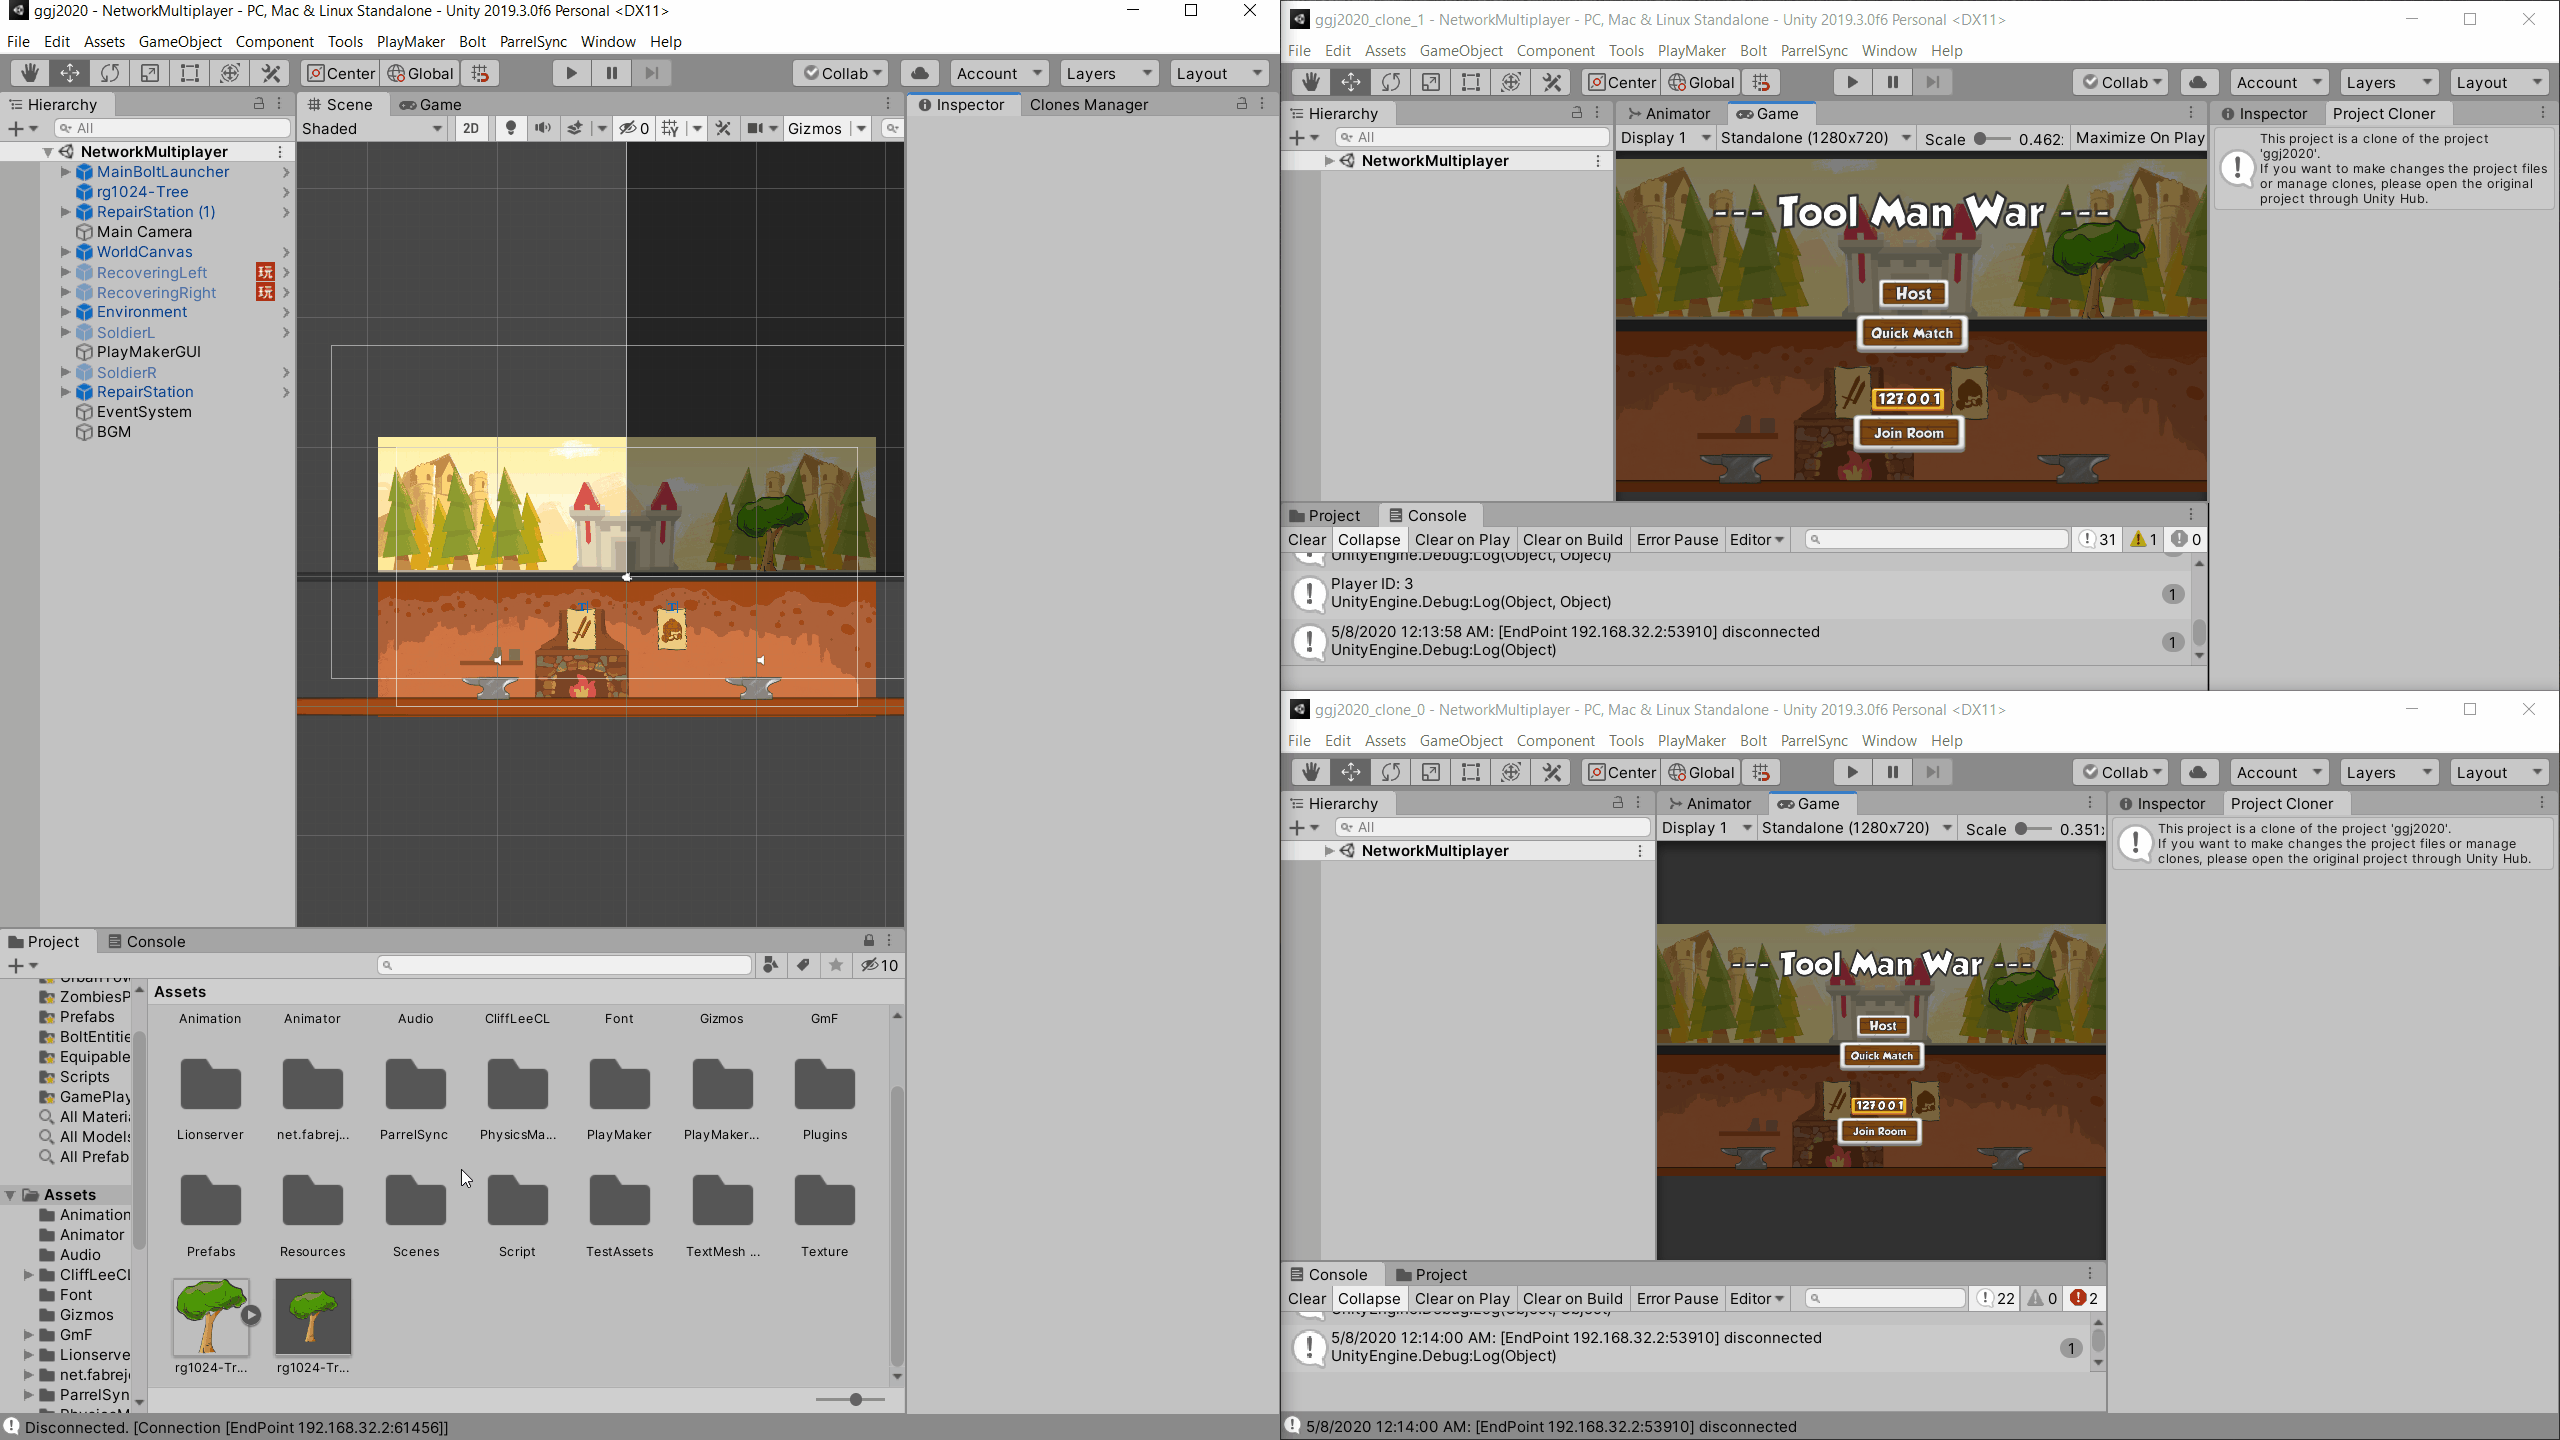 ggj2020 - NetworkMultiplayer - PC, Mac & Linux Standalone - Unity 2019.3.0f6 Personal <DX11>
File Edit Assets GameObject Component Tools PlayMaker Bolt ParrelSync Window Help
Center Global Collab Account Layers Layout
Hierarchy
All
NetworkMultiplayer
MainBoltLauncher
rg1024-Tree
RepairStation (1)
Main Camera
WorldCanvas
RecoveringLeft 玩
RecoveringRight 玩
Environment
SoldierL
PlayMakerGUI
SoldierR
RepairStation
EventSystem
BGM
Scene Game
Shaded 2D 0 Gizmos
Inspector Clones Manager
Project Console
10
ZombiesP
Prefabs
BoltEntitie
Equipable
Scripts
GamePlay
All Materi
All Models
All Prefab
Assets
Animation
Animator
Audio
CliffLeeCL
Font
Gizmos
GmF
Lionserve
net.fabrej
ParrelSyn
Assets
Animation Animator Audio CliffLeeCL Font Gizmos GmF
Lionserver net.fabrej... ParrelSync PhysicsMa... PlayMaker PlayMaker... Plugins
Prefabs Resources Scenes Script TestAssets TextMesh ... Texture
rg1024-Tr... rg1024-Tr...
Disconnected. [Connection [EndPoint 192.168.32.2:61456]]
ggj2020_clone_1 - NetworkMultiplayer - PC, Mac & Linux Standalone - Unity 2019.3.0f6 Personal <DX11>
File Edit Assets GameObject Component Tools PlayMaker Bolt ParrelSync Window Help
Center Global Collab Account Layers Layout
Hierarchy
All
NetworkMultiplayer
Animator Game
Display 1 Standalone (1280x720) Scale 0.462 Maximize On Play
--- Tool Man War ---
Host
Quick Match
127 0 0 1
Join Room
Inspector Project Cloner
This project is a clone of the project
'ggj2020'.
If you want to make changes the project files
or manage clones, please open the original
project through Unity Hub.
Project Console
Clear Collapse Clear on Play Clear on Build Error Pause Editor 31 1 0
UnityEngine.Debug:Log(Object, Object)
Player ID: 3
UnityEngine.Debug:Log(Object, Object)
1
5/8/2020 12:13:58 AM: [EndPoint 192.168.32.2:53910] disconnected
UnityEngine.Debug:Log(Object)
1
ggj2020_clone_0 - NetworkMultiplayer - PC, Mac & Linux Standalone - Unity 2019.3.0f6 Personal <DX11>
File Edit Assets GameObject Component Tools PlayMaker Bolt ParrelSync Window Help
Center Global Collab Account Layers Layout
Hierarchy
All
NetworkMultiplayer
Animator Game
Display 1 Standalone (1280x720) Scale 0.351
--- Tool Man War ---
Host
Quick Match
127 0 0 1
Join Room
Inspector Project Cloner
This project is a clone of the project 'ggj2020'.
If you want to make changes the project files or manage
clones, please open the original project through Unity Hub.
Console Project
Clear Collapse Clear on Play Clear on Build Error Pause Editor 22 0 2
5/8/2020 12:14:00 AM: [EndPoint 192.168.32.2:53910] disconnected
UnityEngine.Debug:Log(Object)
1
5/8/2020 12:14:00 AM: [EndPoint 192.168.32.2:53910] disconnected